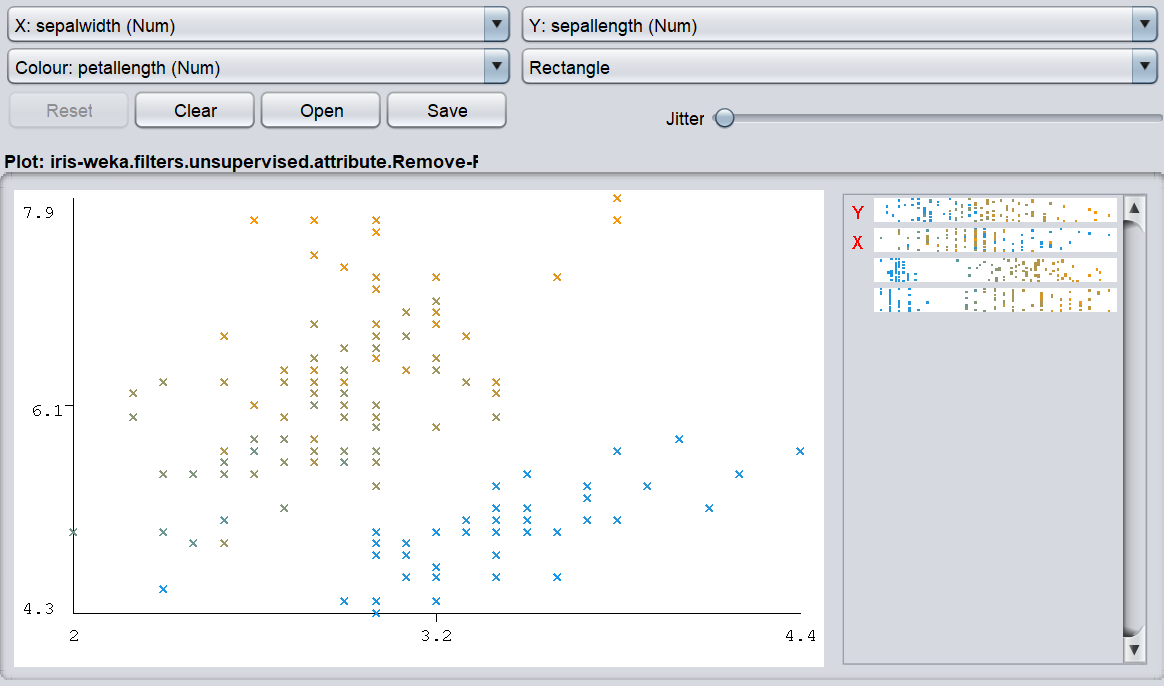 X: sepalwidth (Num) Y: sepallength (Num)
Colour: petallength (Num) Rectangle
Reset Clear Open Save Jitter
Plot: iris-weka.filters.unsupervised.attribute.Remove-
7.9
6.1
4.3
2 3.2 4.4
Y
X